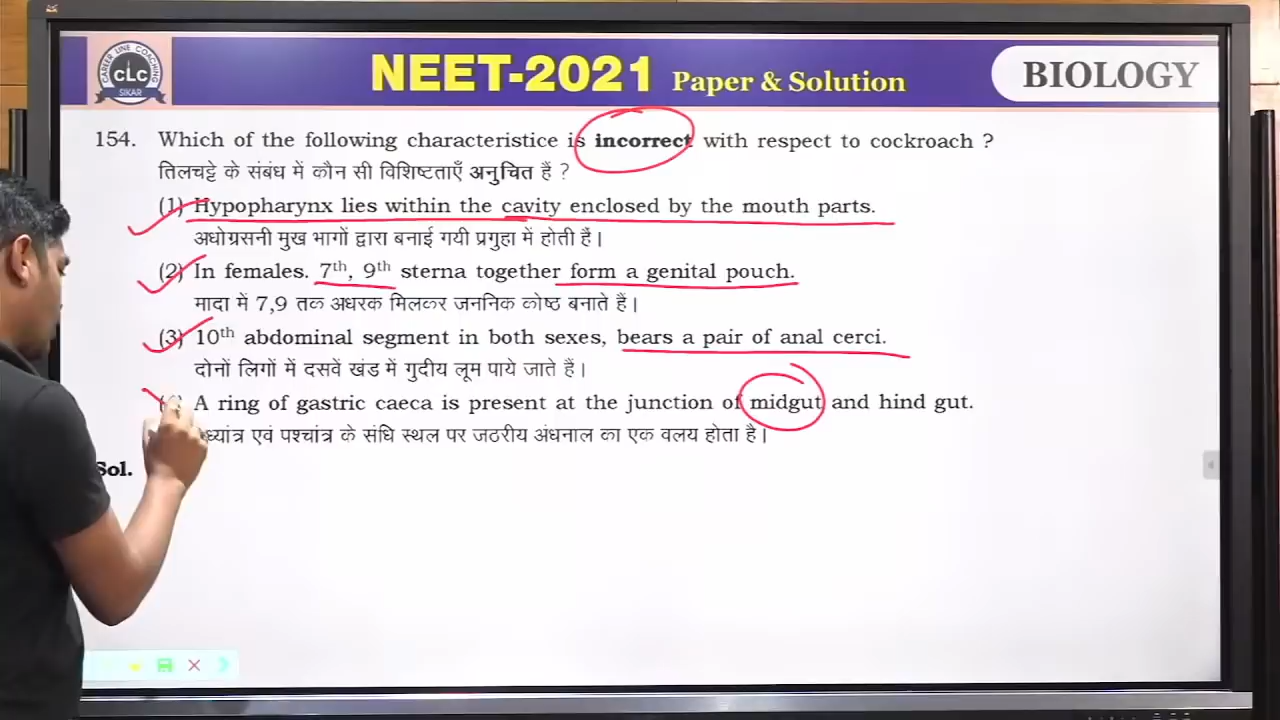 CAREER LINE COACHING
CLC
SIKAR
NEET-2021 Paper & Solution
BIOLOGY
154. Which of the following characteristice is incorrect with respect to cockroach ?
तिलचट्टे के संबंध में कौन सी विशिष्टताएँ अनुचित हैं ?
(1) Hypopharynx lies within the cavity enclosed by the mouth parts.
अधोग्रसनी मुख भागों द्वारा बनाई गयी प्रगुहा में होती हैं।
(2) In females. 7th, 9th sterna together form a genital pouch.
मादा में 7,9 तक अधरक मिलकर जननिक कोष्ठ बनाते हैं।
(3) 10th abdominal segment in both sexes, bears a pair of anal cerci.
दोनों लिगों में दसवें खंड में गुदीय लूम पाये जाते हैं।
A ring of gastric caeca is present at the junction of midgut and hind gut.
एवं पश्चांत्र के संधि स्थल पर जठरीय अंधनाल का एक वलय होता है।
Sol.